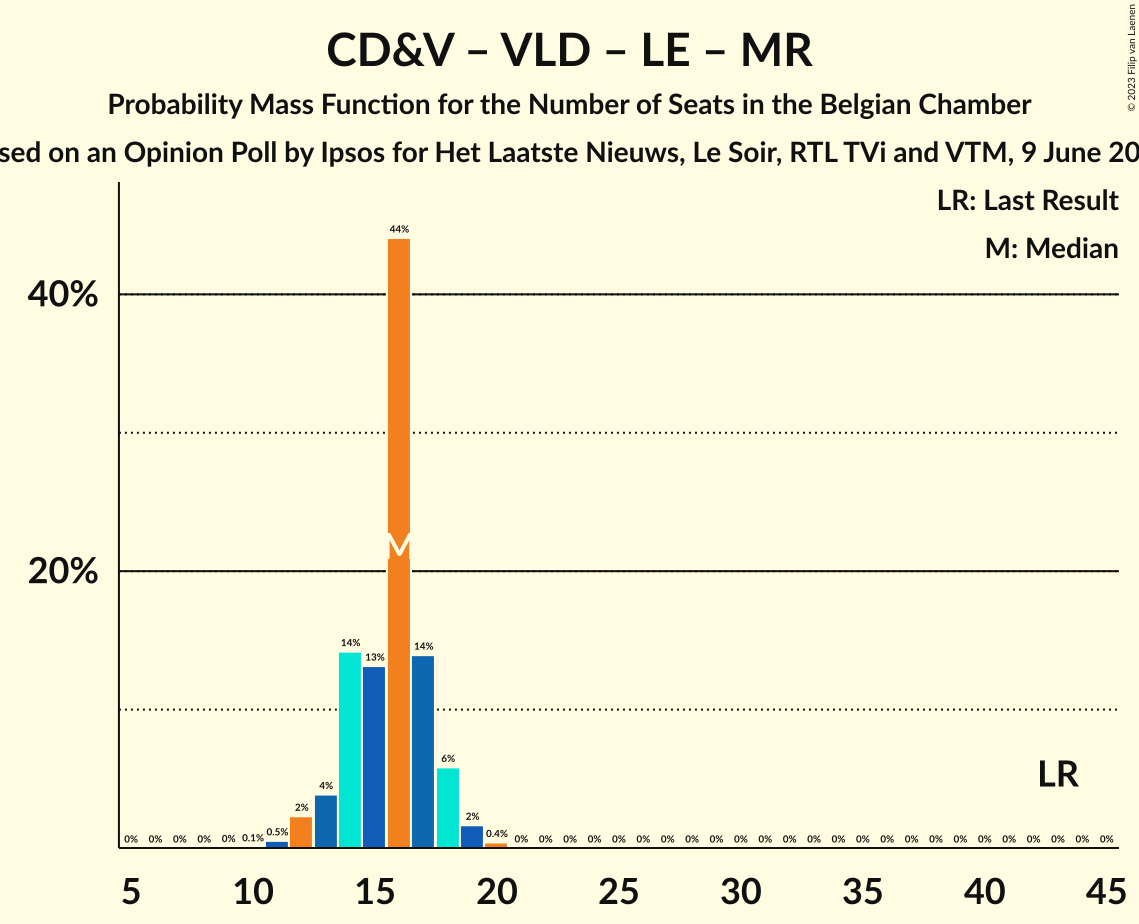 CD&V – VLD – LE – MR
Probability Mass Function for the Number of Seats in the Belgian Chamber
sed on an Opinion Poll by Ipsos for Het Laatste Nieuws, Le Soir, RTL TVi and VTM, 9 June 20
© 2023 Filip van Laenen
LR: Last Result
M: Median
44%
40%
M
20%
14% 13% 14%
LR
6%
4%
2% 2%
0% 0% 0% 0% 0% 0.1% 0.5% 0.4% 0% 0% 0% 0% 0% 0% 0% 0% 0% 0% 0% 0% 0% 0% 0% 0% 0% 0% 0% 0% 0% 0% 0% 0% 0%
5 10 15 20 25 30 35 40 45